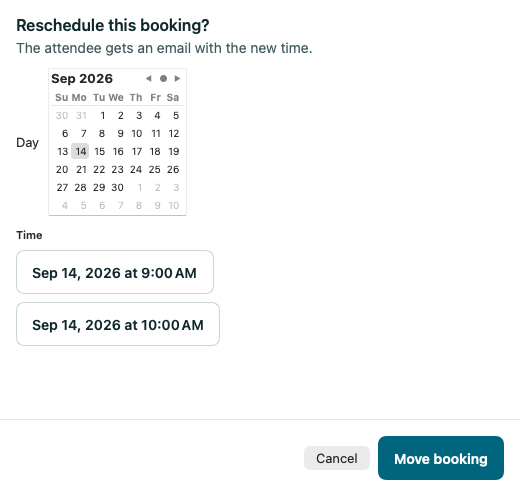 Reschedule this booking?
The attendee gets an email with the new time.
Sep 2026
Su Mo Tu We Th Fr Sa
30 31 1 2 3 4 5
6 7 8 9 10 11 12
Day
13 14 15 16 17 18 19
20 21 22 23 24 25 26
27 28 29 30 1 2 3
4 5 6 7 8 9 10
Time
Sep 14, 2026 at 9:00 AM
Sep 14, 2026 at 10:00 AM
Cancel
Move booking